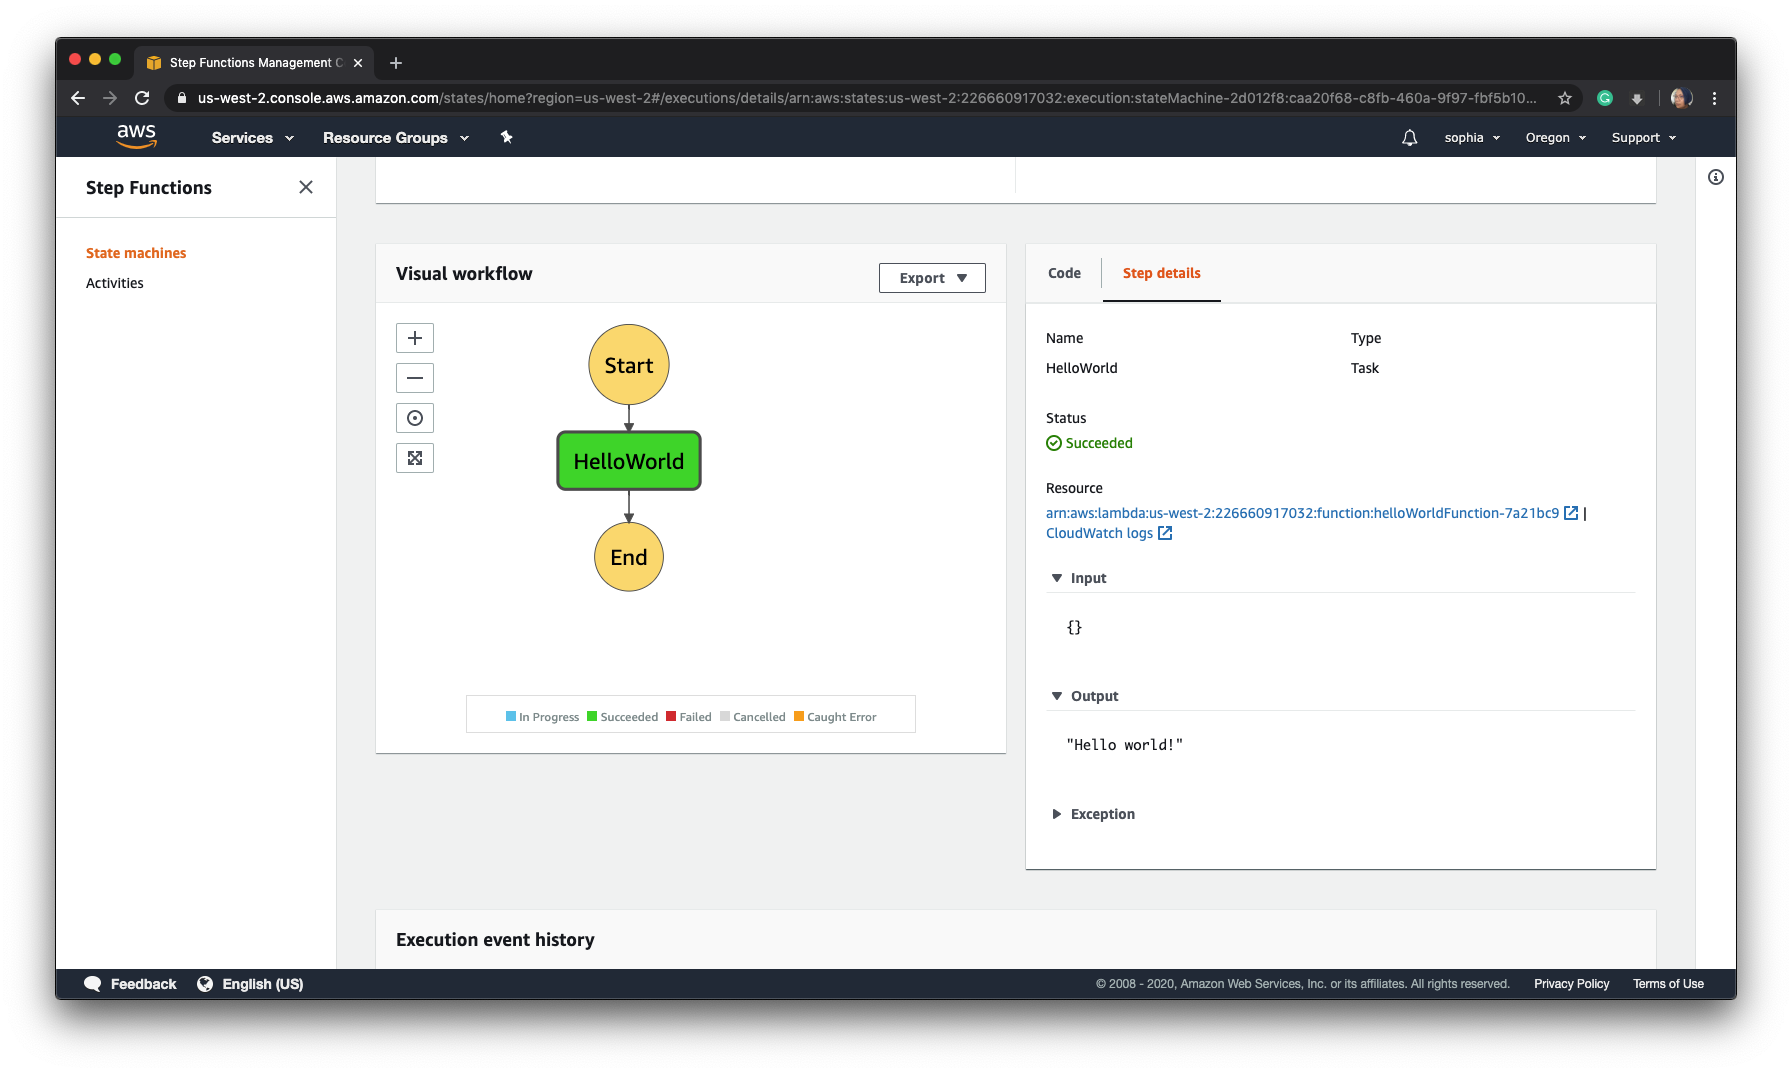 Step Functions Management C
us-west-2.console.aws.amazon.com/states/home?region=us-west-2#/executions/details/arn:aws:states:us-west-2:226660917032:execution:stateMachine-2d012f8:caa20f68-c8fb-460a-9f97-fbf5b10...
aws Services Resource Groups sophia Oregon Support
Step Functions
State machines
Activities
Visual workflow
Export
Start
HelloWorld
End
In Progress Succeeded Failed Cancelled Caught Error
Code Step details
Name Type
HelloWorld Task
Status
Succeeded
Resource
arn:aws:lambda:us-west-2:226660917032:function:helloWorldFunction-7a21bc9 |
CloudWatch logs
Input
{}
Output
"Hello world!"
Exception
Execution event history
Feedback English (US) © 2008 - 2020, Amazon Web Services, Inc. or its affiliates. All rights reserved. Privacy Policy Terms of Use